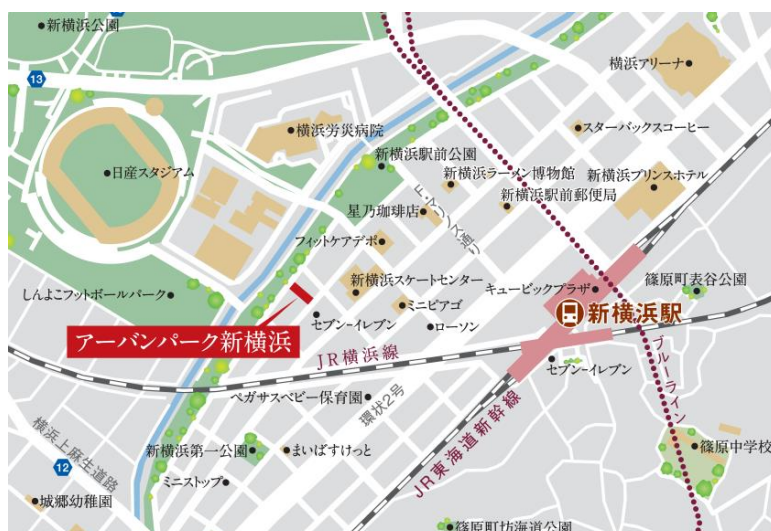 新横浜公園
横浜アリーナ
13
スターバックスコーヒー
横浜労災病院
新横浜駅前公園
日産スタジアム
新横浜ラーメン博物館
新横浜プリンスホテル
新横浜駅前郵便局
星乃珈琲店
F・マリノス通り
フィットケアデポ
新横浜スケートセンター
キュービックプラザ
篠原町表谷公園
しんよこフットボールパーク
ミニピアゴ
新横浜駅
セブン-イレブン
ローソン
アーバンパーク新横浜
JR横浜線
セブン-イレブン
ブルーライン
ペガサスベビー保育園
環状2号
JR東海道新幹線
横浜上麻生道路
新横浜第一公園
まいばすけっと
篠原中学校
12
ミニストップ
城郷幼稚園
篠原町坊海道公園